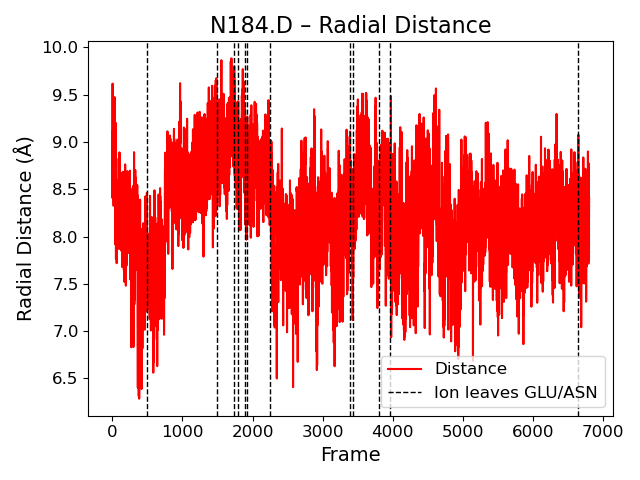 N184.D – Radial Distance
10.0
9.5
9.0
8.5
8.0
7.5
7.0
6.5
Radial Distance (Å)
Distance
Ion leaves GLU/ASN
0 1000 2000 3000 4000 5000 6000 7000
Frame